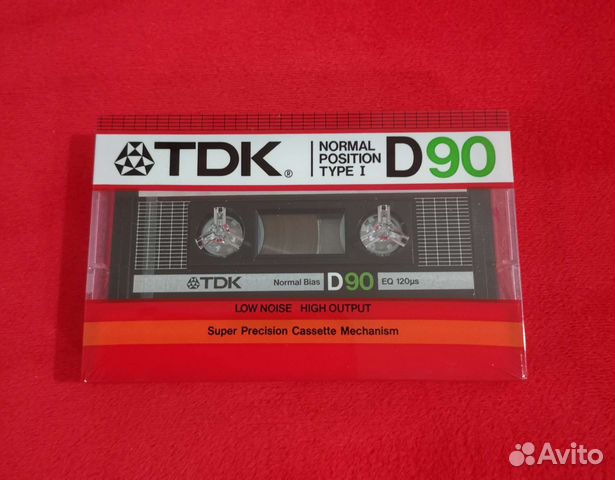 TDK® NORMAL POSITION TYPE I D90
TDK Normal Bias D90 EQ 120μs
LOW NOISE HIGH OUTPUT
Super Precision Cassette Mechanism
Avito